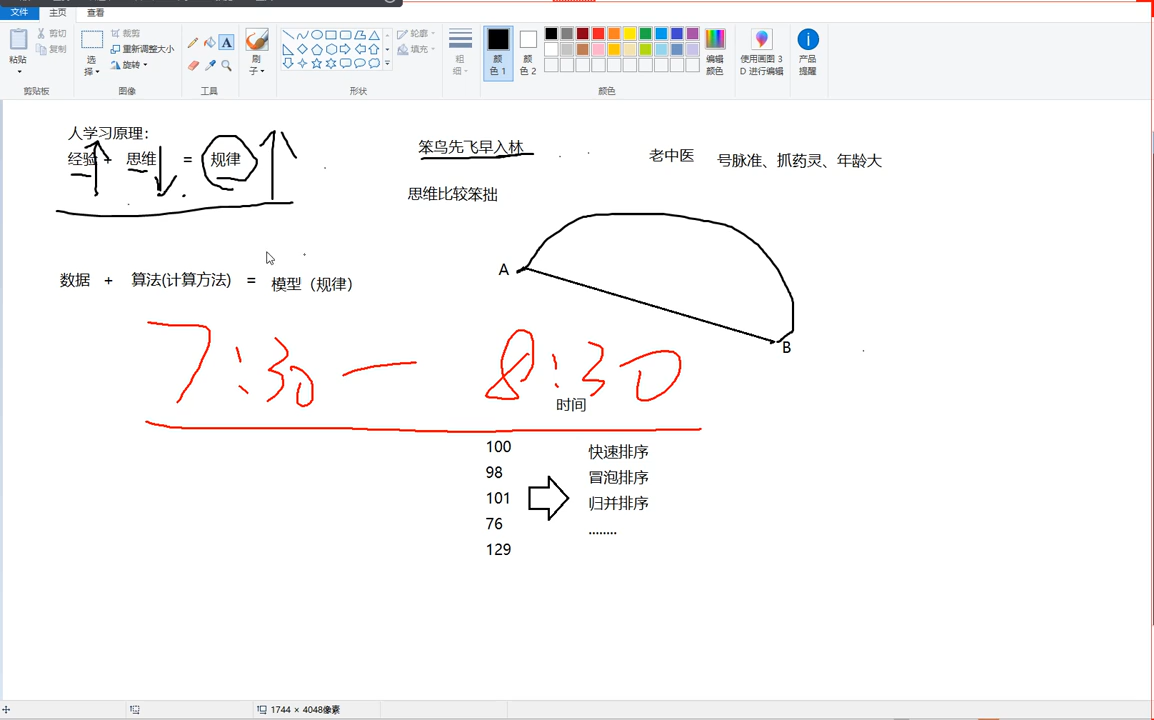 文件 主页 查看
剪切
复制
粘贴
剪贴板
选择
裁剪
重新调整大小
旋转
图像
A
工具
刷子
轮廓
填充
形状
粗细
颜色 1
颜色 2
编辑颜色
颜色
使用画图 3D 进行编辑
产品提醒
人学习原理：
经验 + 思维 = 规律
笨鸟先飞早入林
老中医 号脉准、抓药灵、年龄大
思维比较笨拙
A
数据 + 算法(计算方法) = 模型（规律）
B
7:30 — 8:30
时间
100 快速排序
98 冒泡排序
101 归并排序
76 ........
129
1744 × 4048像素